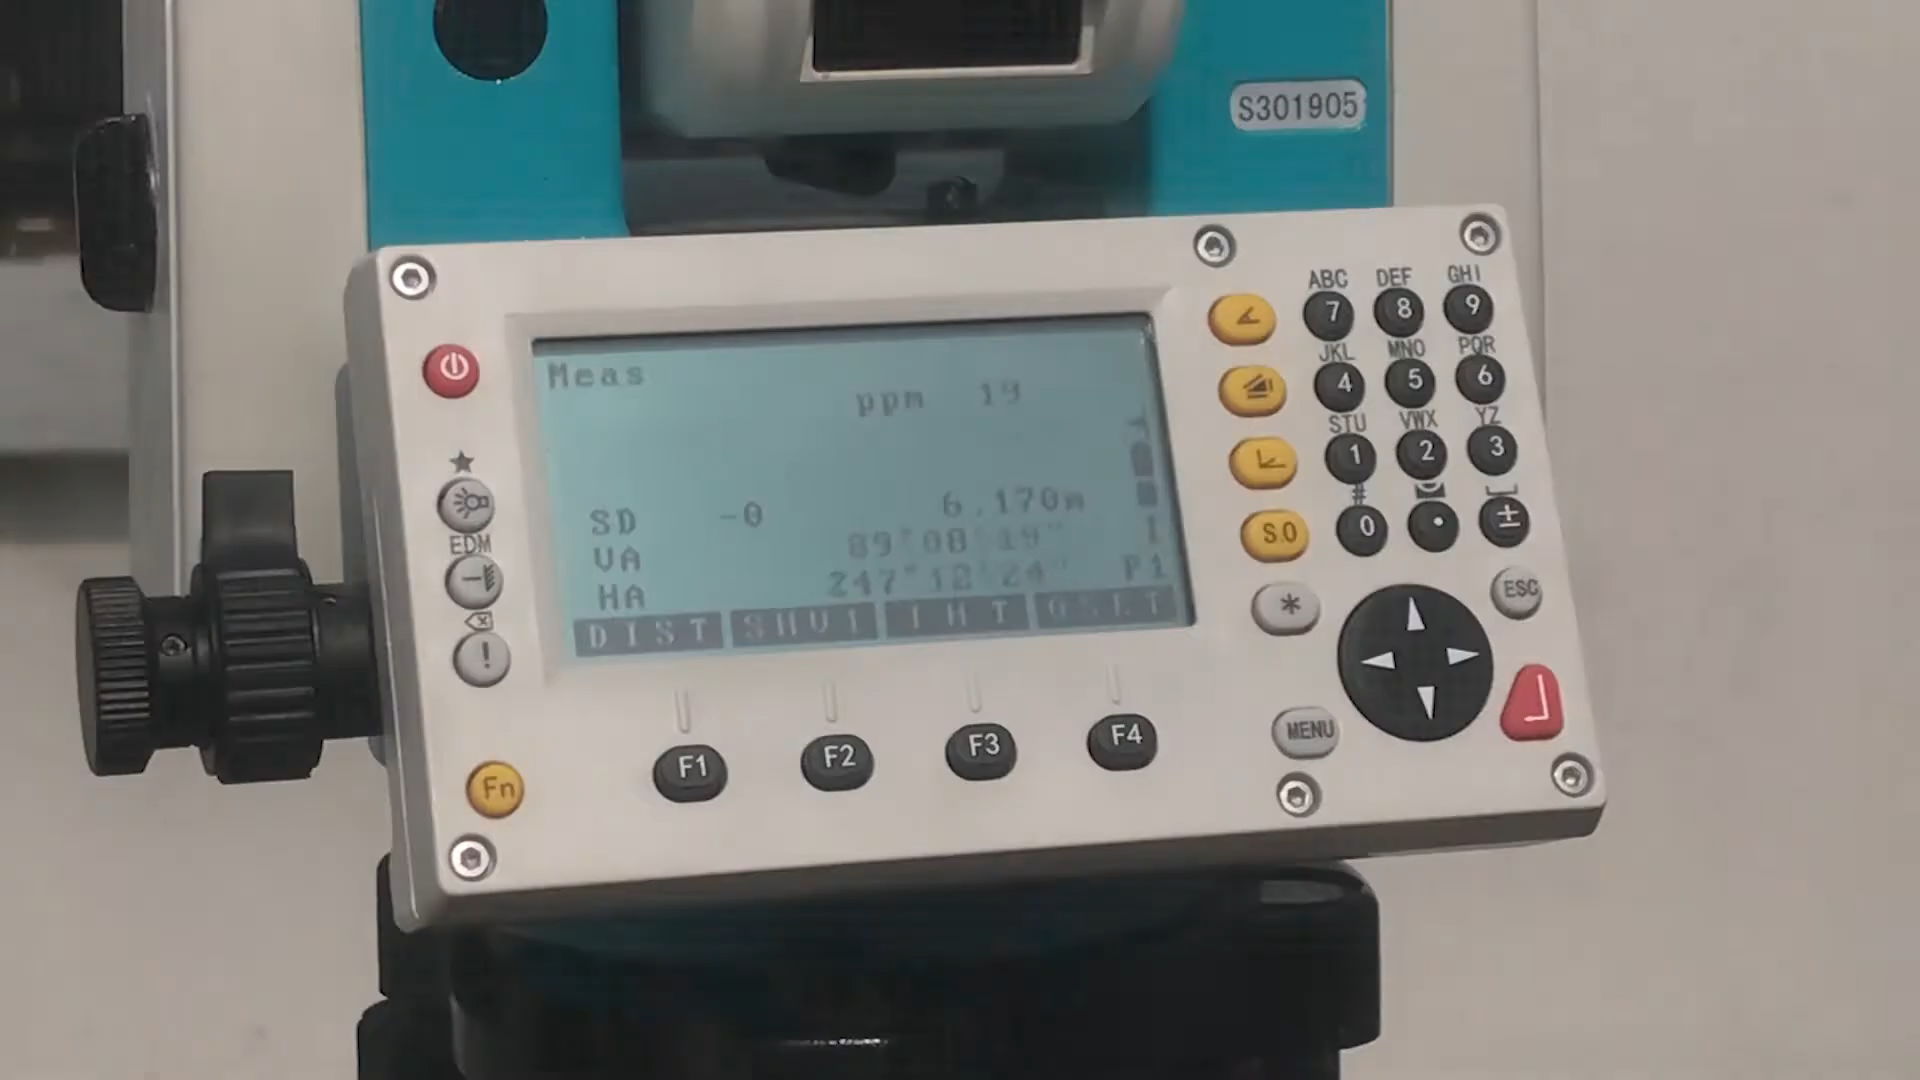 S301905
Meas
ppm 19
SD -0 6.170m
VA 89°08'19"
HA 247°12'24" P1
DIST SHV1 OSET
ABC DEF GHI
7 8 9
JKL MNO PQR
4 5 6
STU VWX YZ
1 2 3
#
0 . ±
S.O
*
ESC
MENU
EDM
!
Fn
F1 F2 F3 F4